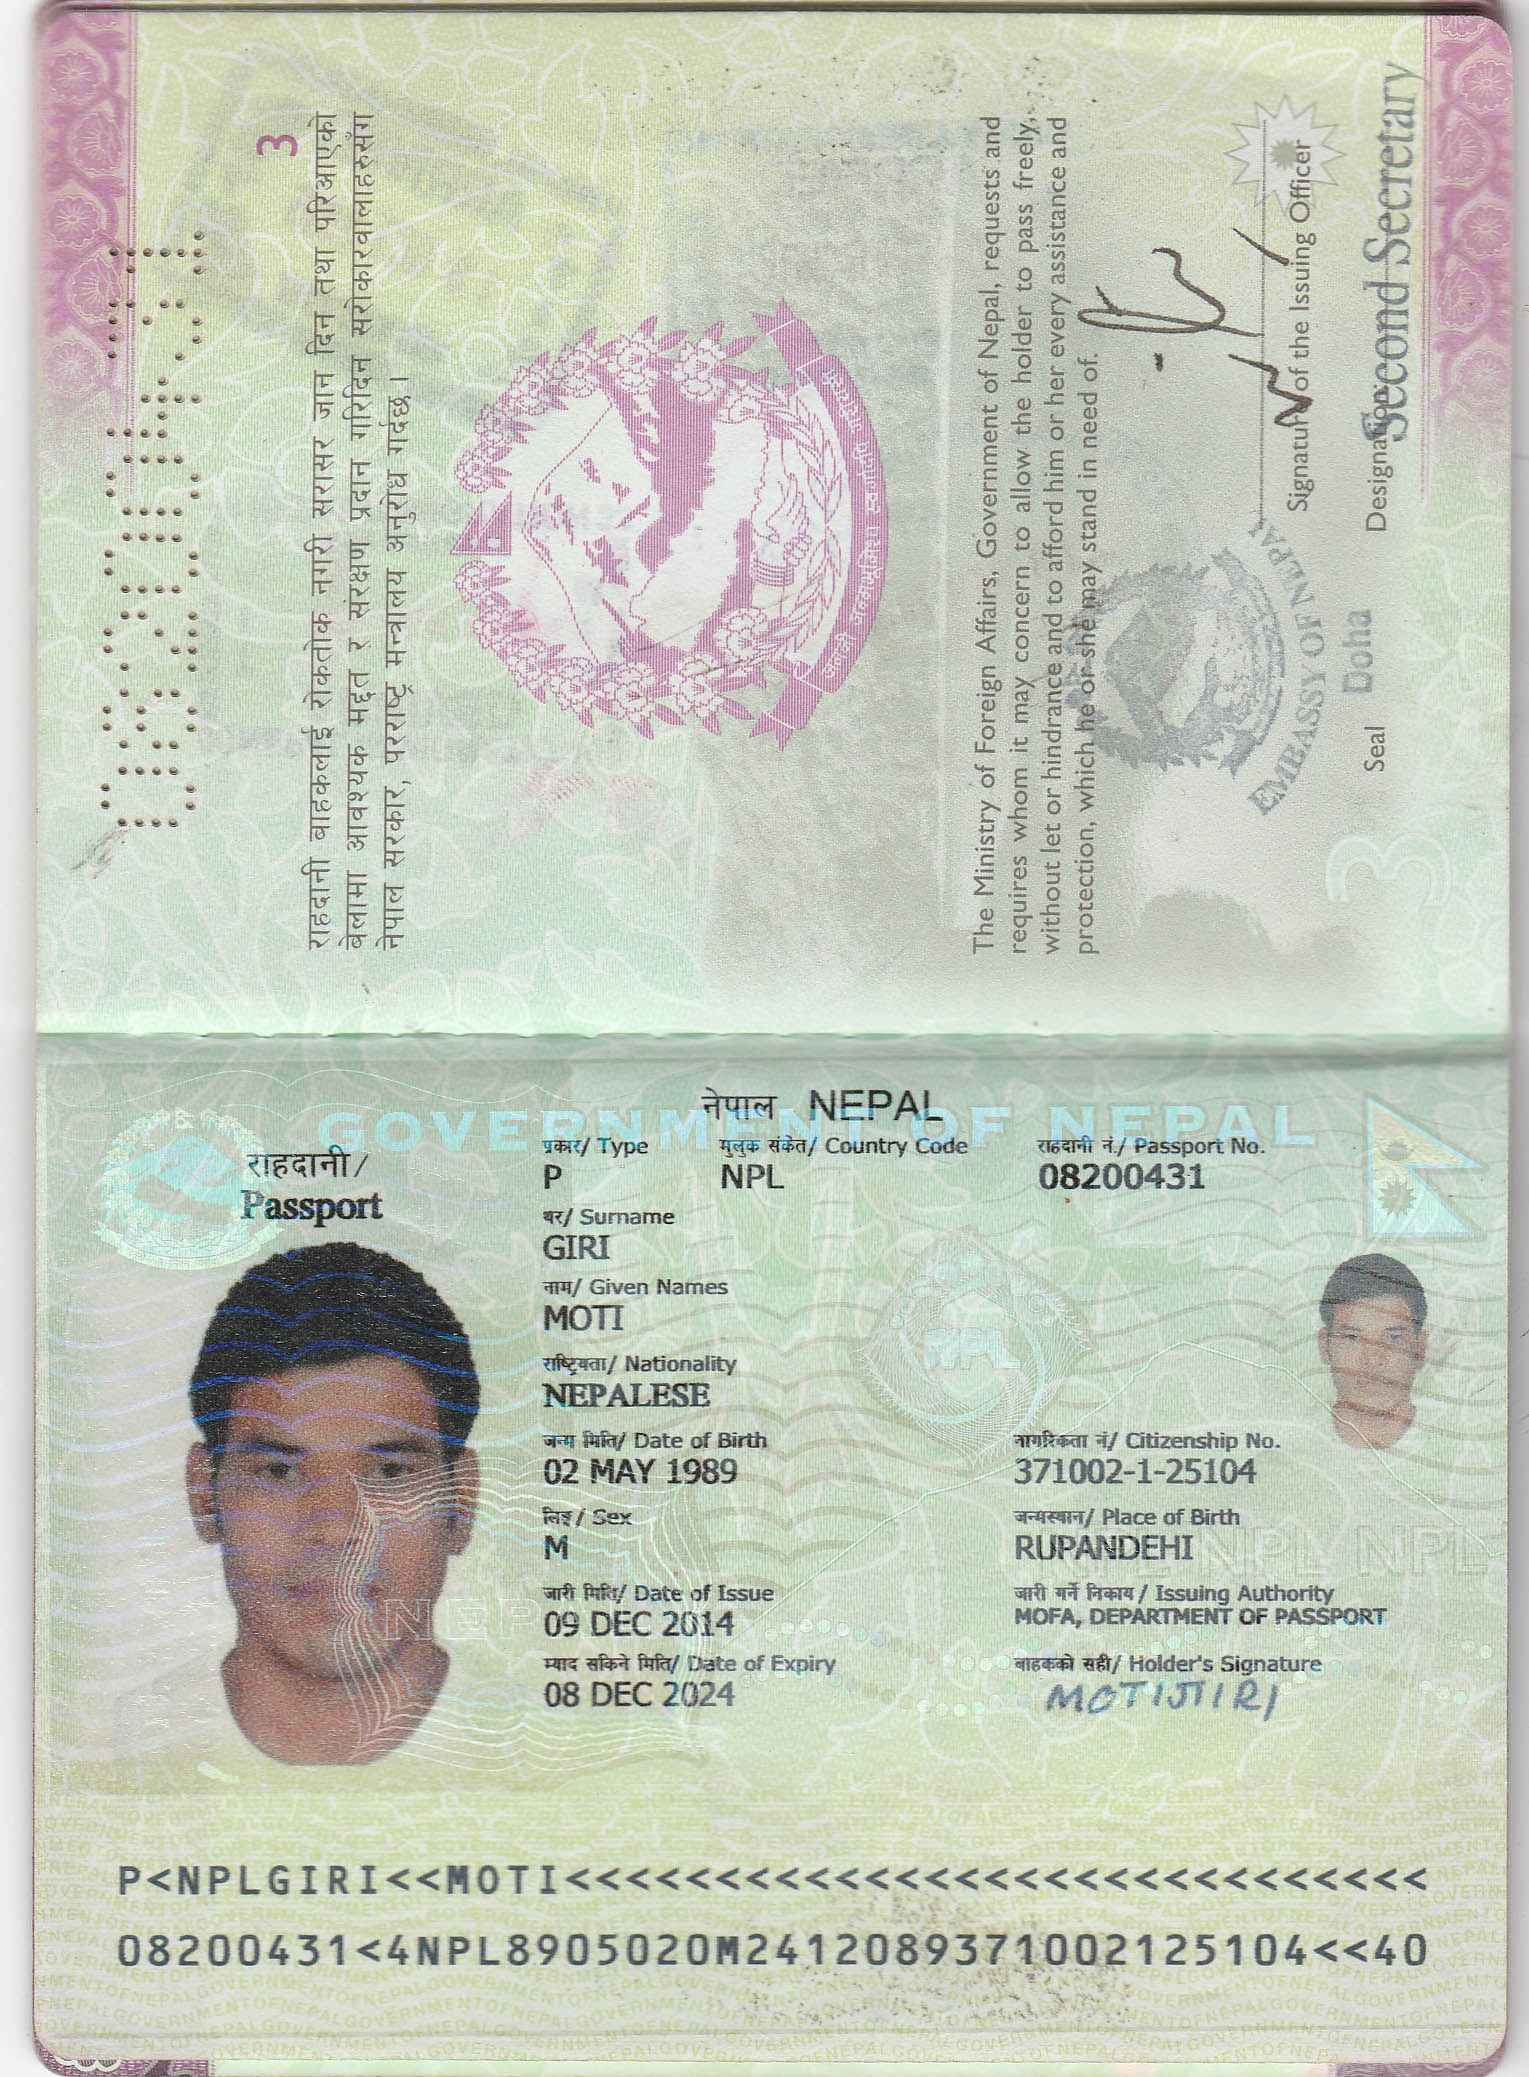 08200431
3
राहदानी बाहकलाई रोकतोक नगरी सरासर जान दिन तथा परिआएको
बेलामा आवश्यक मद्दत र संरक्षण प्रदान गरिदिन सरोकारवालाहरुसंग
नेपाल सरकार, परराष्ट्र मन्त्रालय अनुरोध गर्दछ ।
The Ministry of Foreign Affairs, Government of Nepal, requests and
requires whom it may concern to allow the holder to pass freely,
without let or hindrance and to afford him or her every assistance and
protection, which he or she may stand in need of.
Signature of the Issuing Officer
EMBASSY OF NEPAL
Doha
Seal
Designation
Second Secretary
3
GOVERNMENT OF NEPAL
नेपाल NEPAL
राहदानी/
Passport
प्रकार/ Type मुलुक संकेत/ Country Code राहदानी नं./ Passport No.
P NPL 08200431
थर/ Surname
GIRI
नाम/ Given Names
MOTI
राष्ट्रियता/ Nationality
NEPALESE
जन्म मिति/ Date of Birth नागरिकता नं/ Citizenship No.
02 MAY 1989 371002-1-25104
लिङ्ग/ Sex जन्मस्थान/ Place of Birth
M RUPANDEHI
जारी मिति/ Date of Issue जारी गर्ने निकाय/ Issuing Authority
09 DEC 2014 MOFA, DEPARTMENT OF PASSPORT
म्याद सकिने मिति/ Date of Expiry बाहकको सही/ Holder's Signature
08 DEC 2024 MOTIGIRI
P<NPLGIRI<<MOTI<<<<<<<<<<<<<<<<<<<<<<<<<<<<<
08200431<4NPL8905020M2412089371002125104<<40